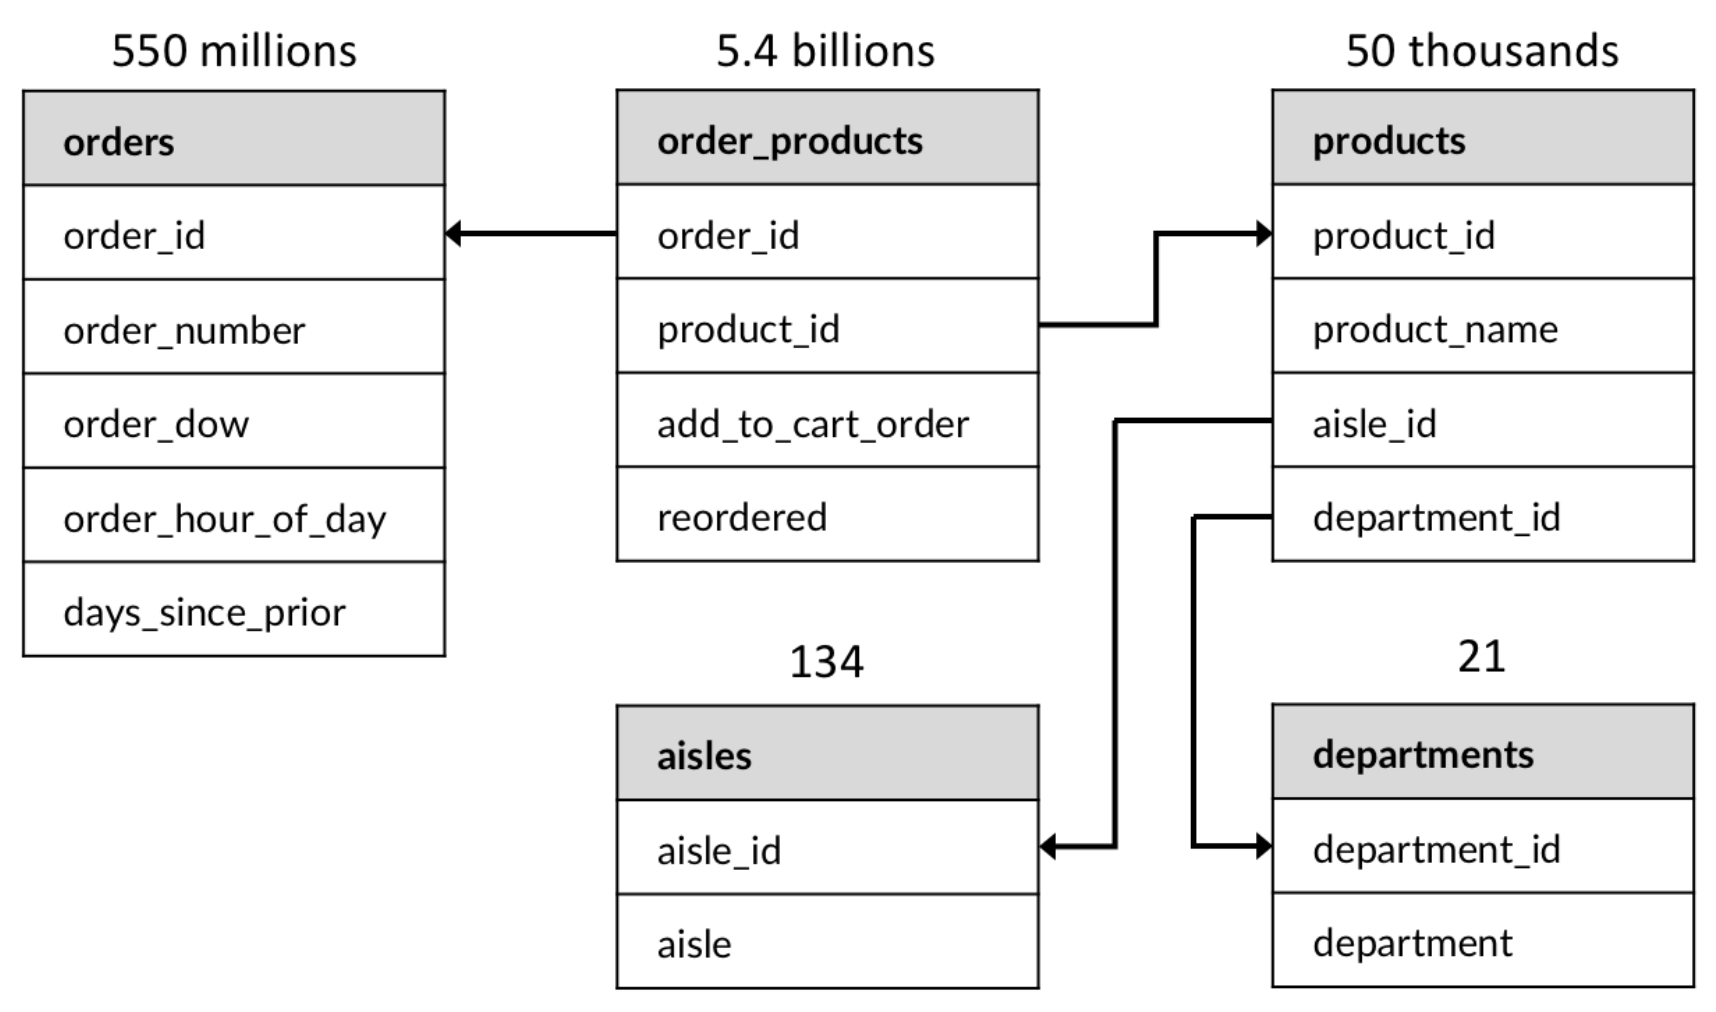 550 millions
orders
order_id
order_number
order_dow
order_hour_of_day
days_since_prior
5.4 billions
order_products
order_id
product_id
add_to_cart_order
reordered
50 thousands
products
product_id
product_name
aisle_id
department_id
134
aisles
aisle_id
aisle
21
departments
department_id
department